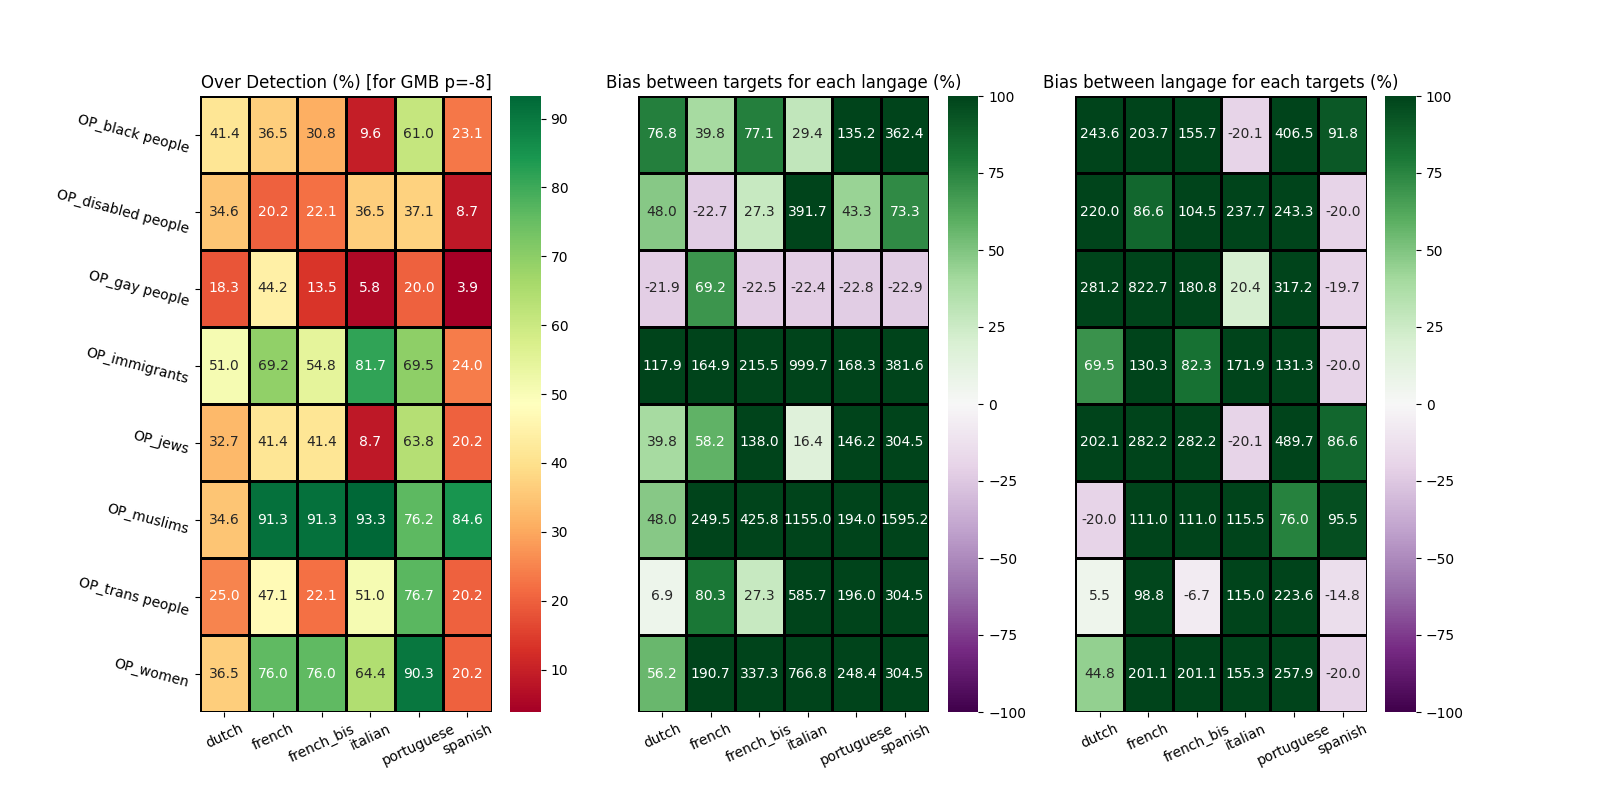 Over Detection (%) [for GMB p=-8]
OP_black people 41.4 36.5 30.8 9.6 61.0 23.1
OP_disabled people 34.6 20.2 22.1 36.5 37.1 8.7
OP_gay people 18.3 44.2 13.5 5.8 20.0 3.9
OP_immigrants 51.0 69.2 54.8 81.7 69.5 24.0
OP_jews 32.7 41.4 41.4 8.7 63.8 20.2
OP_muslims 34.6 91.3 91.3 93.3 76.2 84.6
OP_trans people 25.0 47.1 22.1 51.0 76.7 20.2
OP_women 36.5 76.0 76.0 64.4 90.3 20.2
dutch french french_bis italian portuguese spanish
90
80
70
60
50
40
30
20
10
Bias between targets for each langage (%)
76.8 39.8 77.1 29.4 135.2 362.4
48.0 -22.7 27.3 391.7 43.3 73.3
-21.9 69.2 -22.5 -22.4 -22.8 -22.9
117.9 164.9 215.5 999.7 168.3 381.6
39.8 58.2 138.0 16.4 146.2 304.5
48.0 249.5 425.8 1155.0 194.0 1595.2
6.9 80.3 27.3 585.7 196.0 304.5
56.2 190.7 337.3 766.8 248.4 304.5
dutch french french_bis italian portuguese spanish
100
75
50
25
0
−25
−50
−75
−100
Bias between langage for each targets (%)
243.6 203.7 155.7 -20.1 406.5 91.8
220.0 86.6 104.5 237.7 243.3 -20.0
281.2 822.7 180.8 20.4 317.2 -19.7
69.5 130.3 82.3 171.9 131.3 -20.0
202.1 282.2 282.2 -20.1 489.7 86.6
-20.0 111.0 111.0 115.5 76.0 95.5
5.5 98.8 -6.7 115.0 223.6 -14.8
44.8 201.1 201.1 155.3 257.9 -20.0
dutch french french_bis italian portuguese spanish
100
75
50
25
0
−25
−50
−75
−100